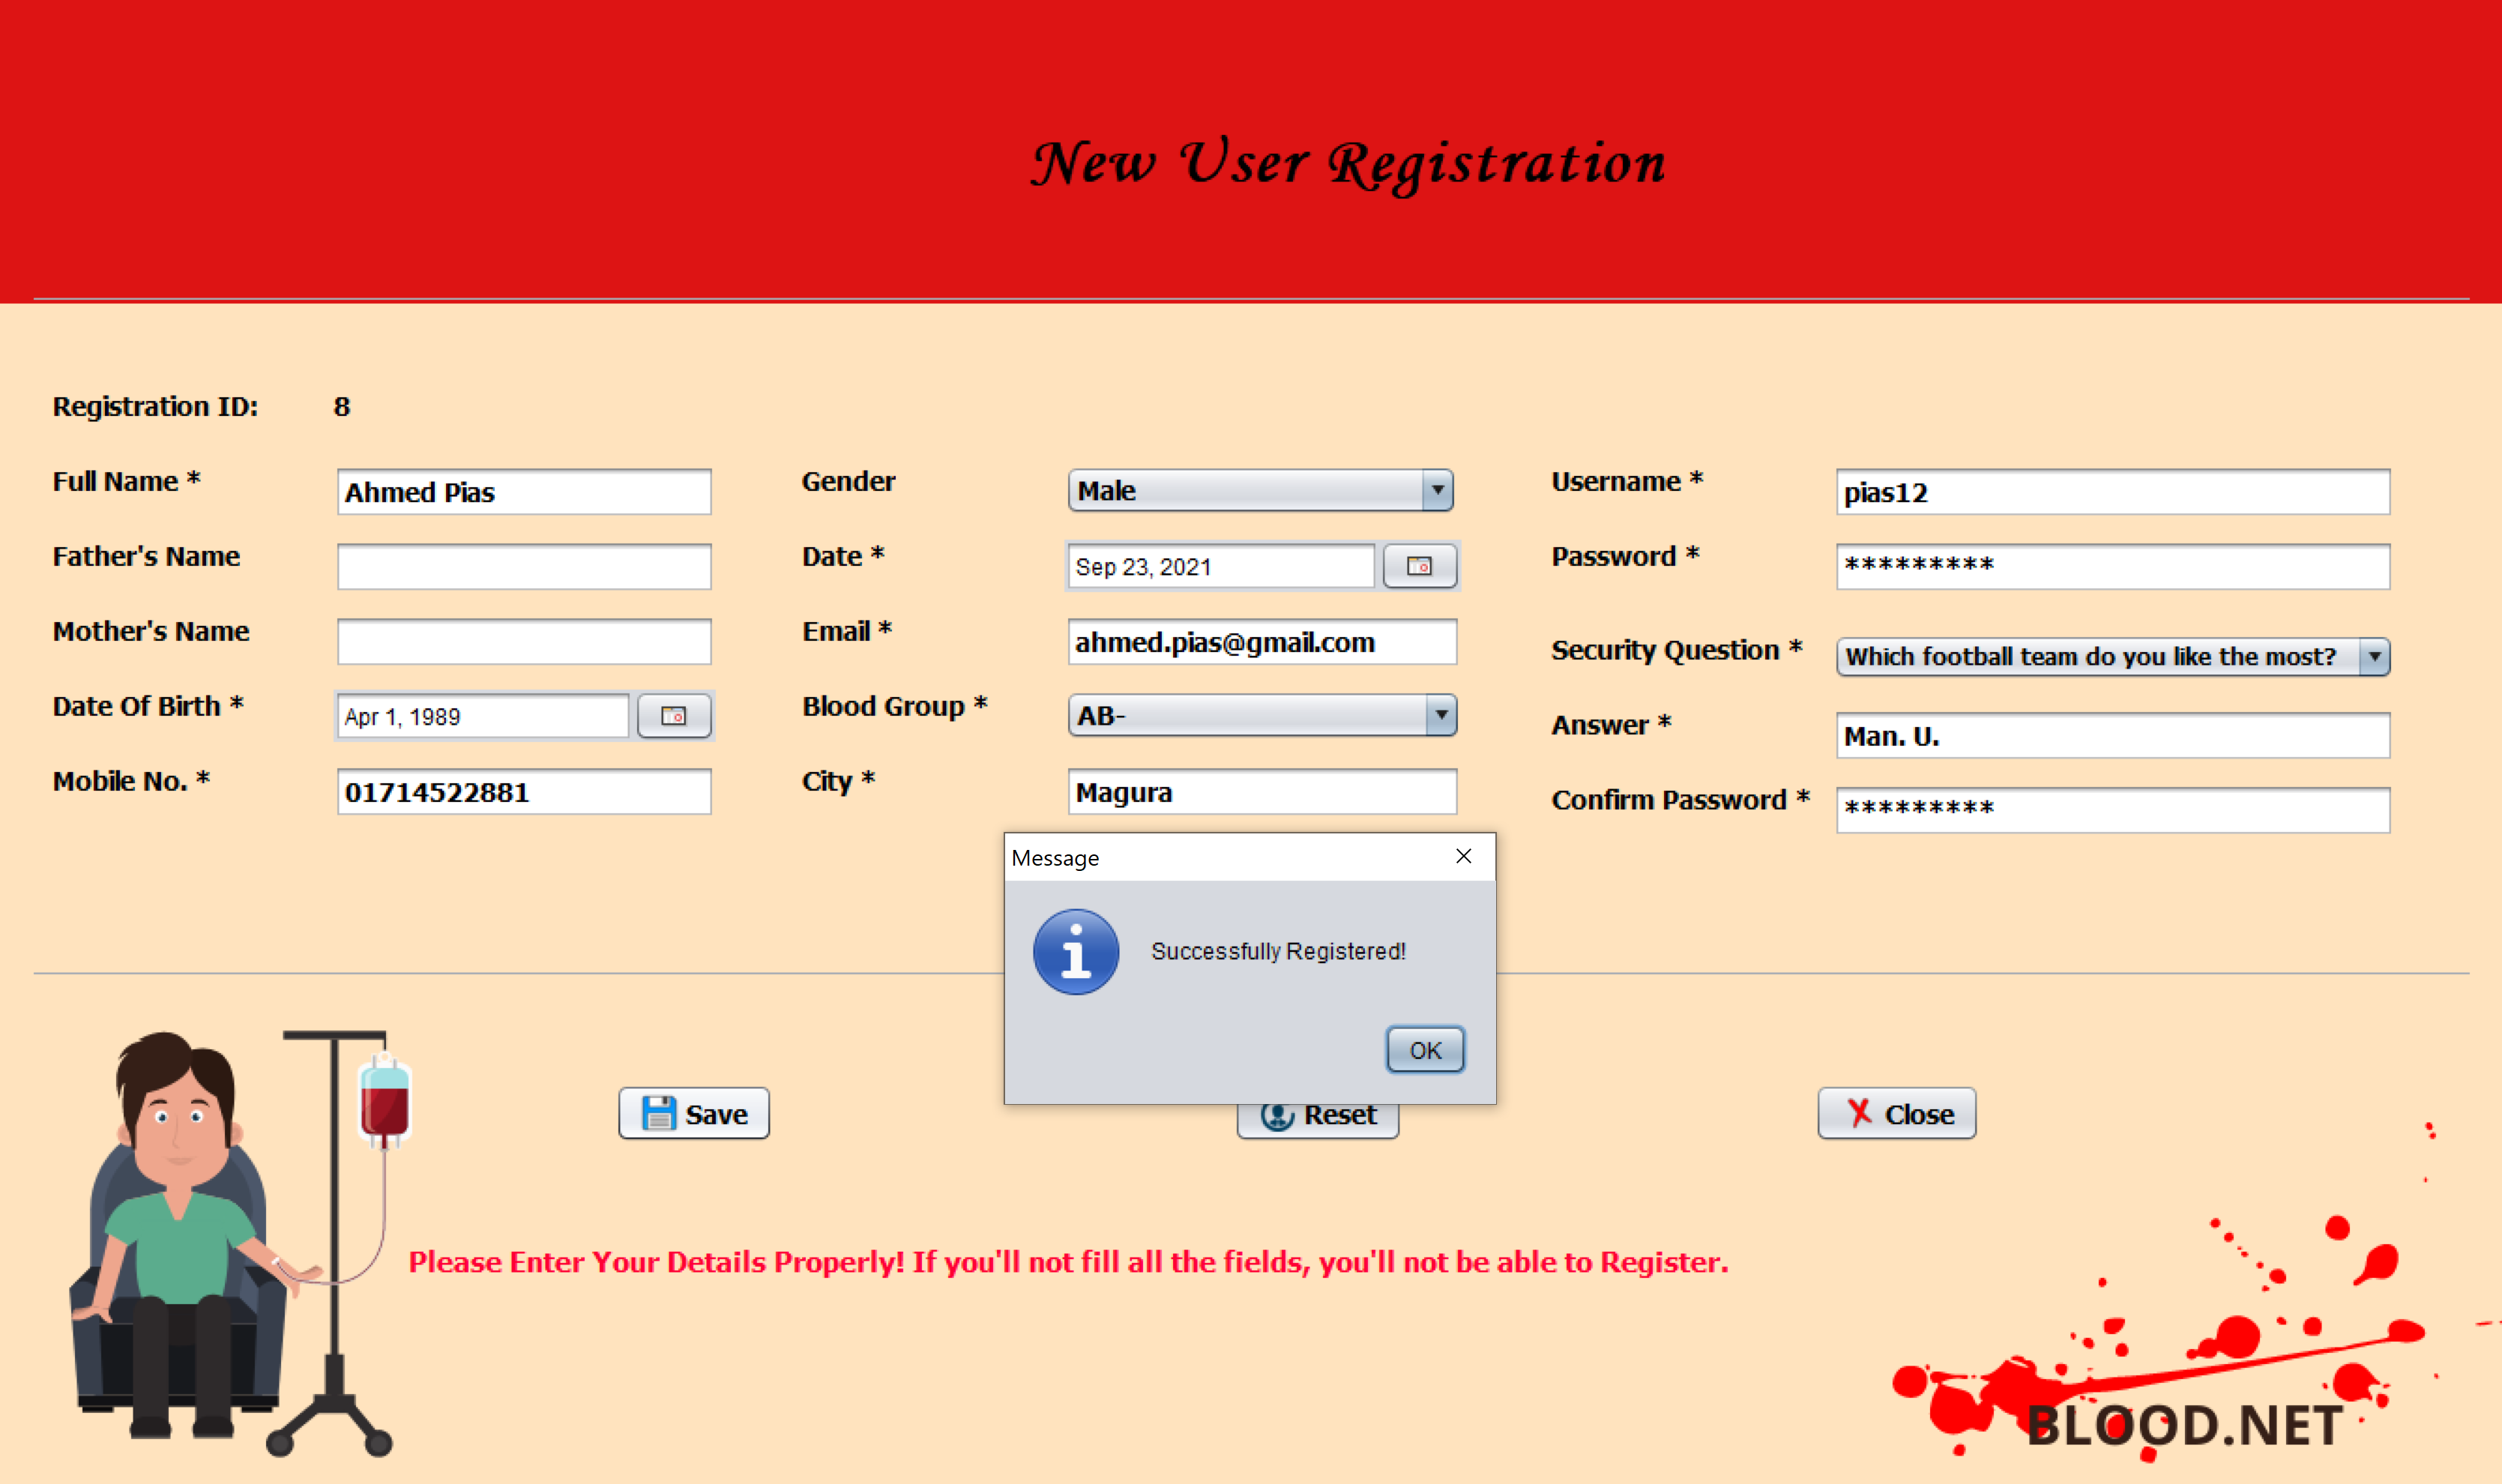 New User Registration
Registration ID: 8
Full Name * Ahmed Pias Gender Male Username * pias12
Father's Name Date * Sep 23, 2021 Password * *********
Mother's Name Email * ahmed.pias@gmail.com Security Question * Which football team do you like the most?
Date Of Birth * Apr 1, 1989 Blood Group * AB- Answer * Man. U.
Mobile No. * 01714522881 City * Magura Confirm Password * *********
Message
Successfully Registered!
OK
Save Reset Close
Please Enter Your Details Properly! If you'll not fill all the fields, you'll not be able to Register.
BLOOD.NET